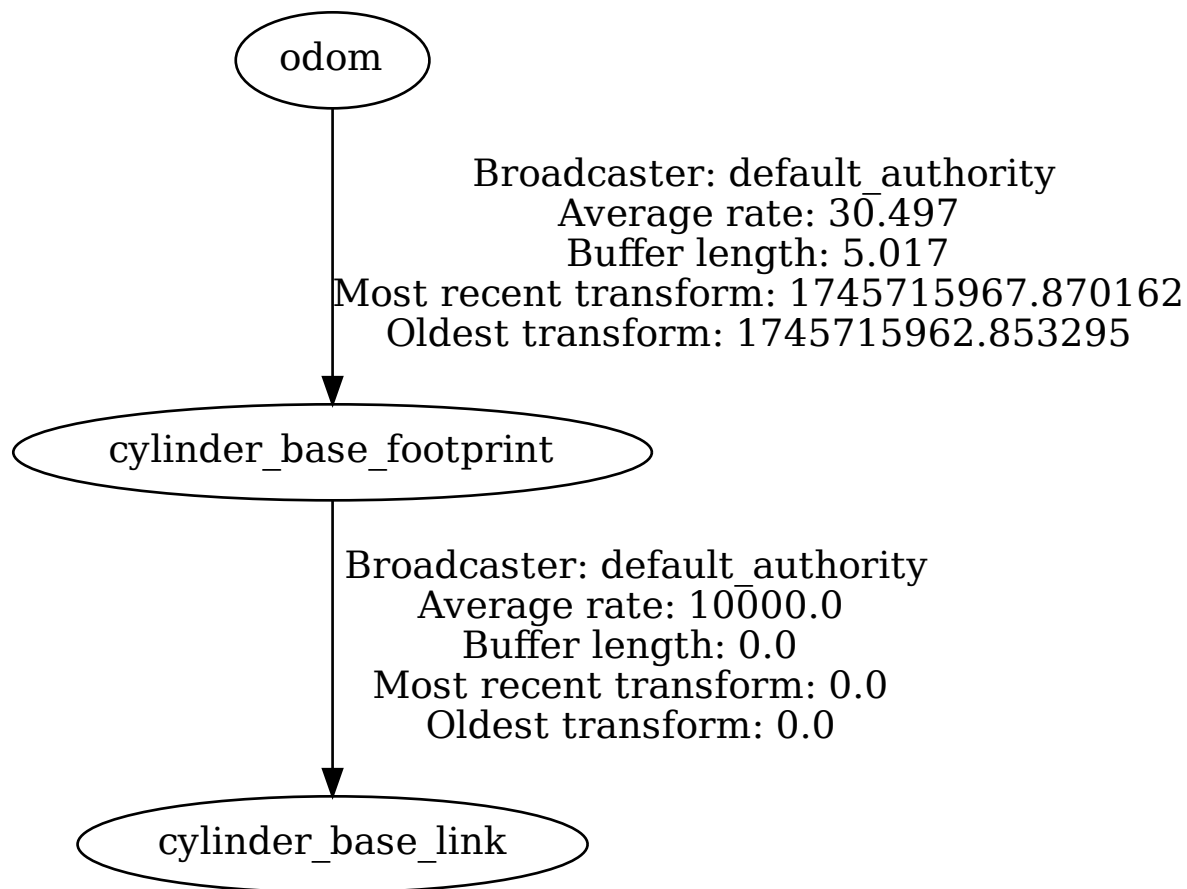 odom
Broadcaster: default_authority
Average rate: 30.497
Buffer length: 5.017
Most recent transform: 1745715967.870162
Oldest transform: 1745715962.853295
cylinder_base_footprint
Broadcaster: default_authority
Average rate: 10000.0
Buffer length: 0.0
Most recent transform: 0.0
Oldest transform: 0.0
cylinder_base_link